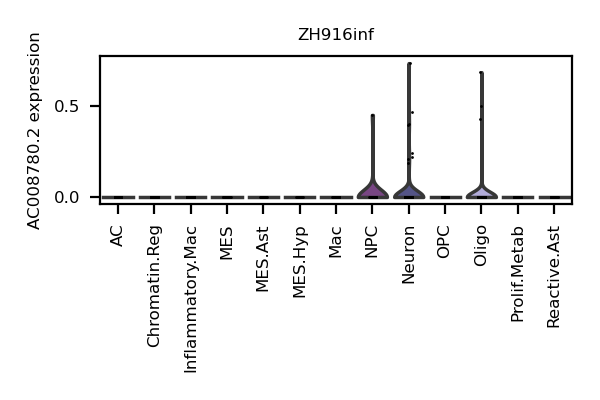 ZH916inf
AC008780.2 expression
0.5
0.0
AC
Chromatin.Reg
Inflammatory.Mac
MES
MES.Ast
MES.Hyp
Mac
NPC
Neuron
OPC
Oligo
Prolif.Metab
Reactive.Ast